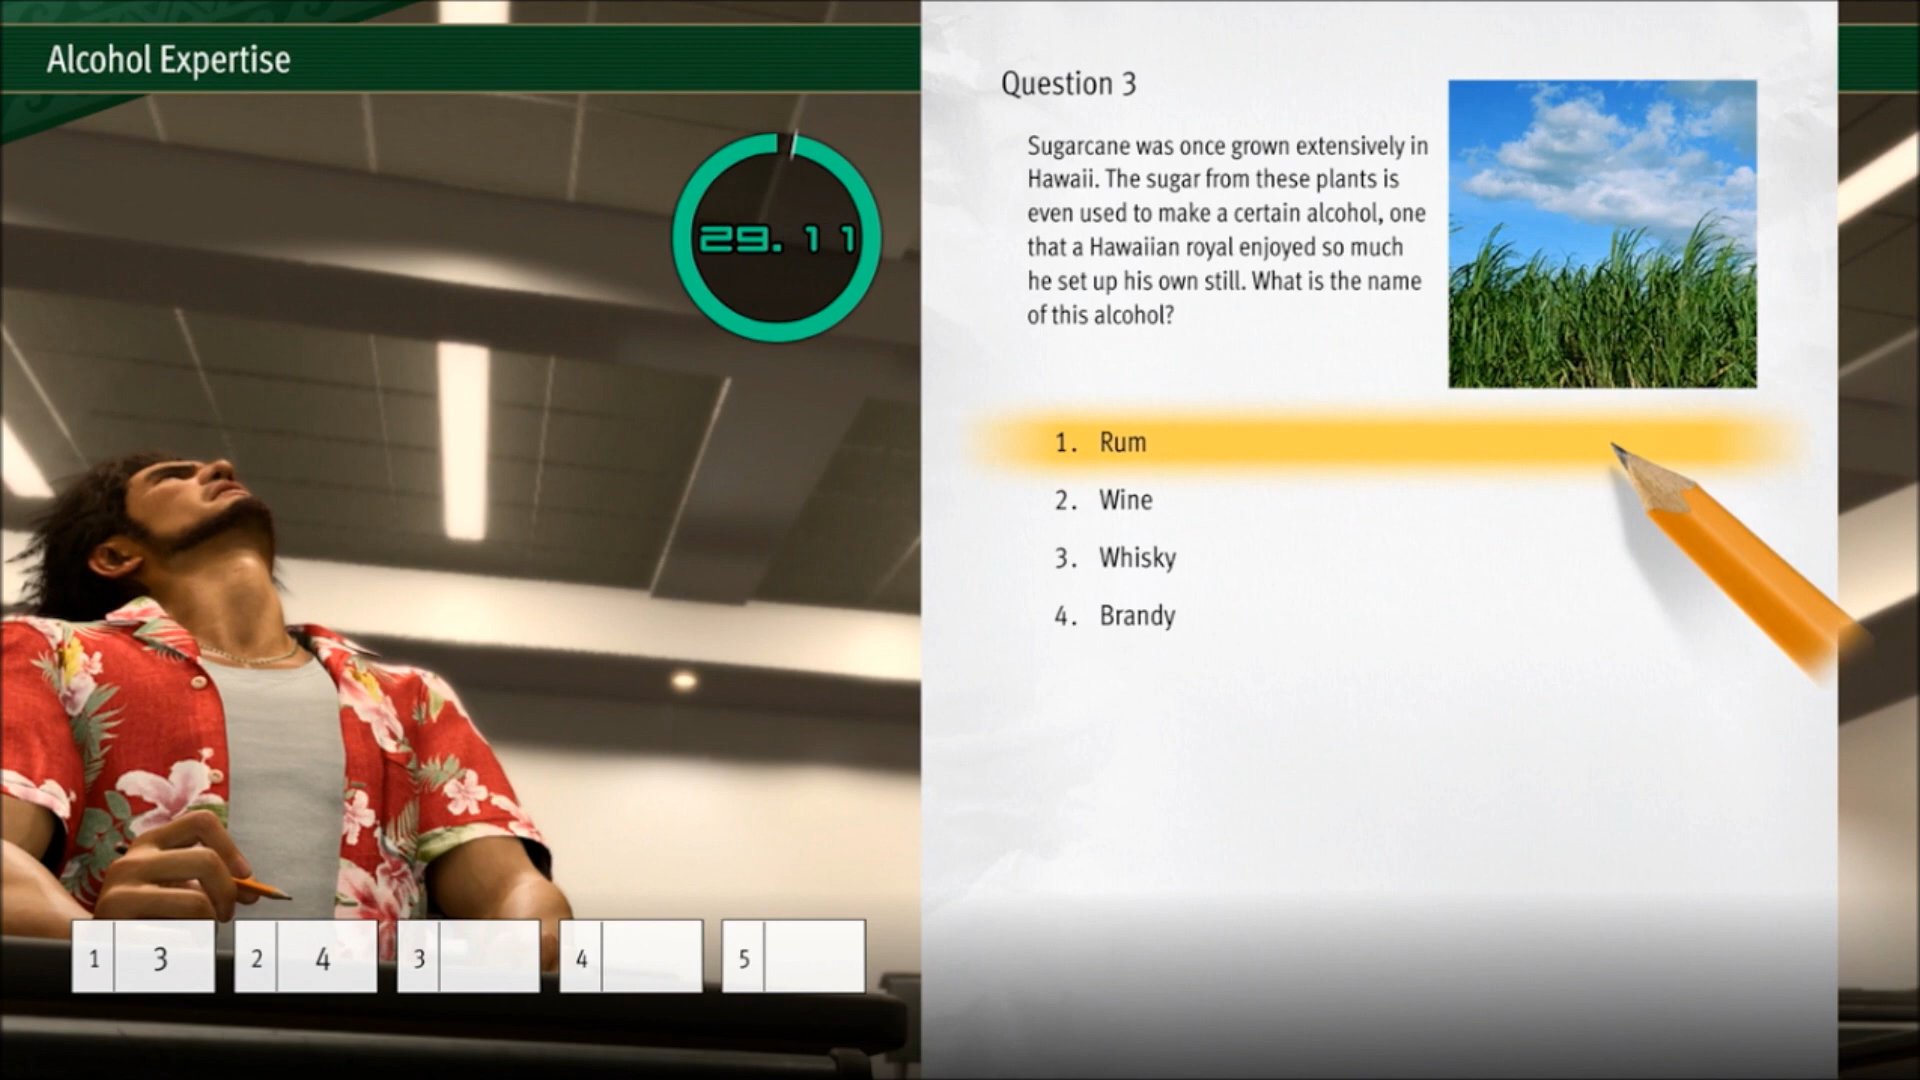 Alcohol Expertise
29.11
Question 3
Sugarcane was once grown extensively in
Hawaii. The sugar from these plants is
even used to make a certain alcohol, one
that a Hawaiian royal enjoyed so much
he set up his own still. What is the name
of this alcohol?
1. Rum
2. Wine
3. Whisky
4. Brandy
1 3 2 4 3 4 5